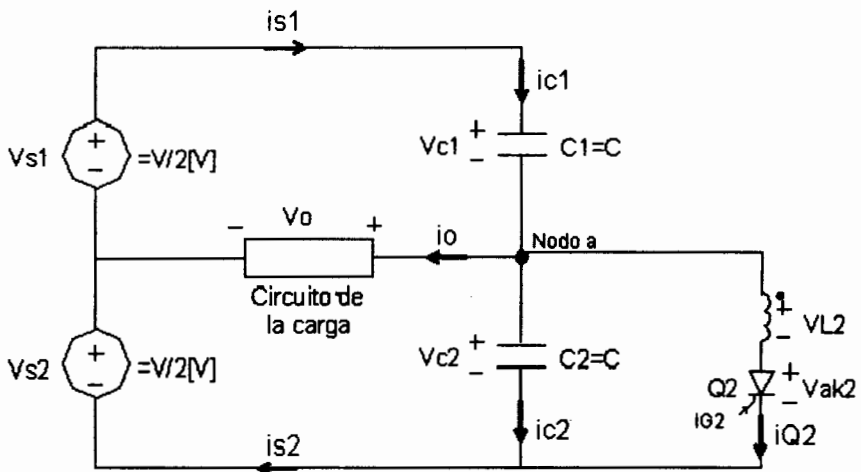 is1
ic1
Vs1
+
−
=V/2[V]
Vc1
+
−
C1=C
Vo
−
+
io
Nodo a
Circuito de
la carga
+
−
VL2
Vs2
+
−
=V/2[V]
Vc2
+
−
C2=C
Q2
+
−
Vak2
iG2
is2
ic2
iQ2